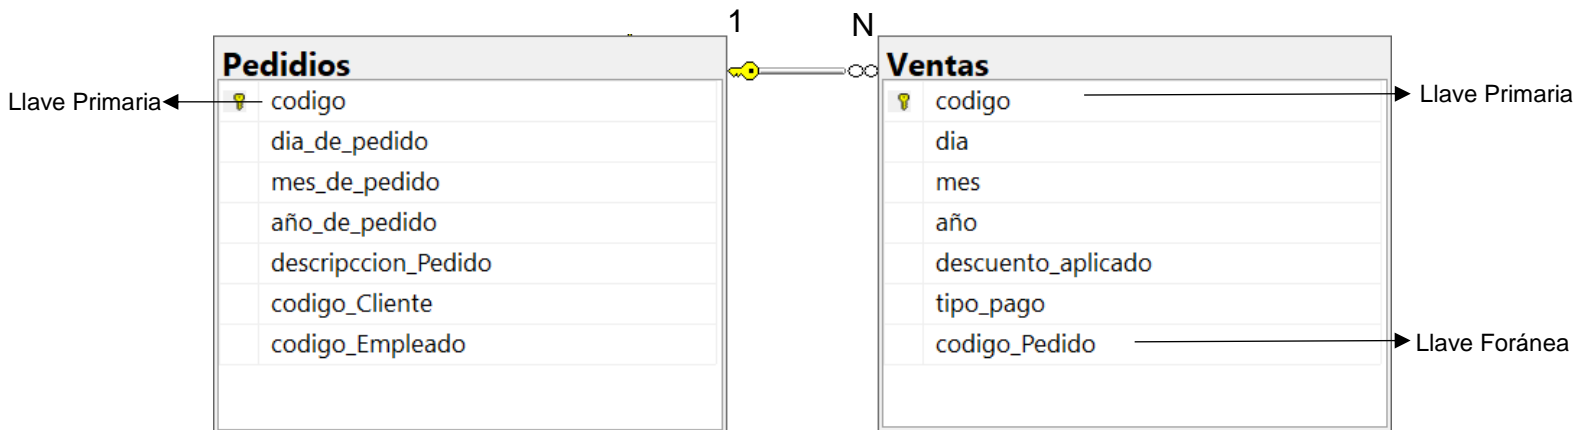 1
N
Pedidios
codigo
dia_de_pedido
mes_de_pedido
año_de_pedido
descripccion_Pedido
codigo_Cliente
codigo_Empleado
Llave Primaria
Ventas
codigo
dia
mes
año
descuento_aplicado
tipo_pago
codigo_Pedido
Llave Primaria
Llave Foránea